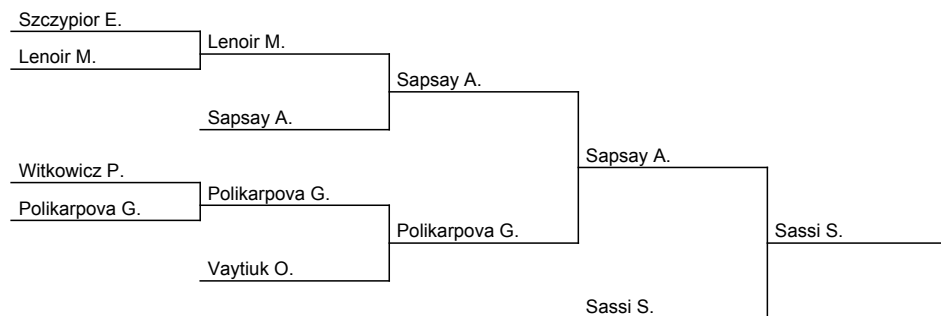 Szczypior E.
Lenoir M.
Lenoir M.
Sapsay A.
Sapsay A.
Sapsay A.
Witkowicz P.
Polikarpova G.
Polikarpova G.
Polikarpova G.
Sassi S.
Vaytiuk O.
Sassi S.